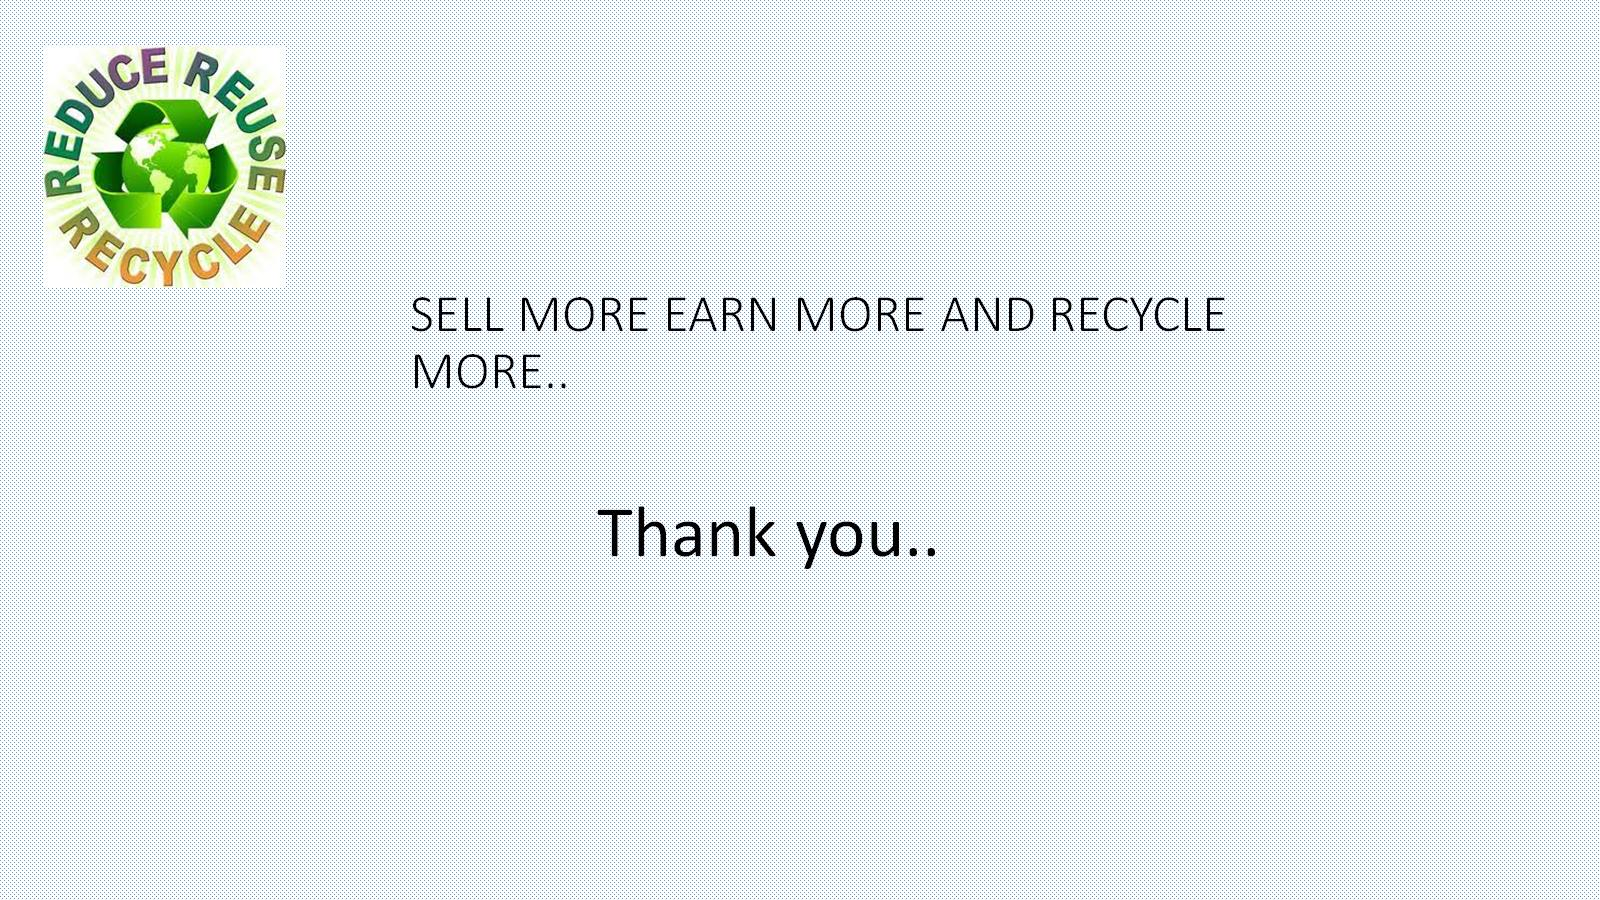 REDUCE REUSE
RECYCLE
SELL MORE EARN MORE AND RECYCLE
MORE..
Thank you..